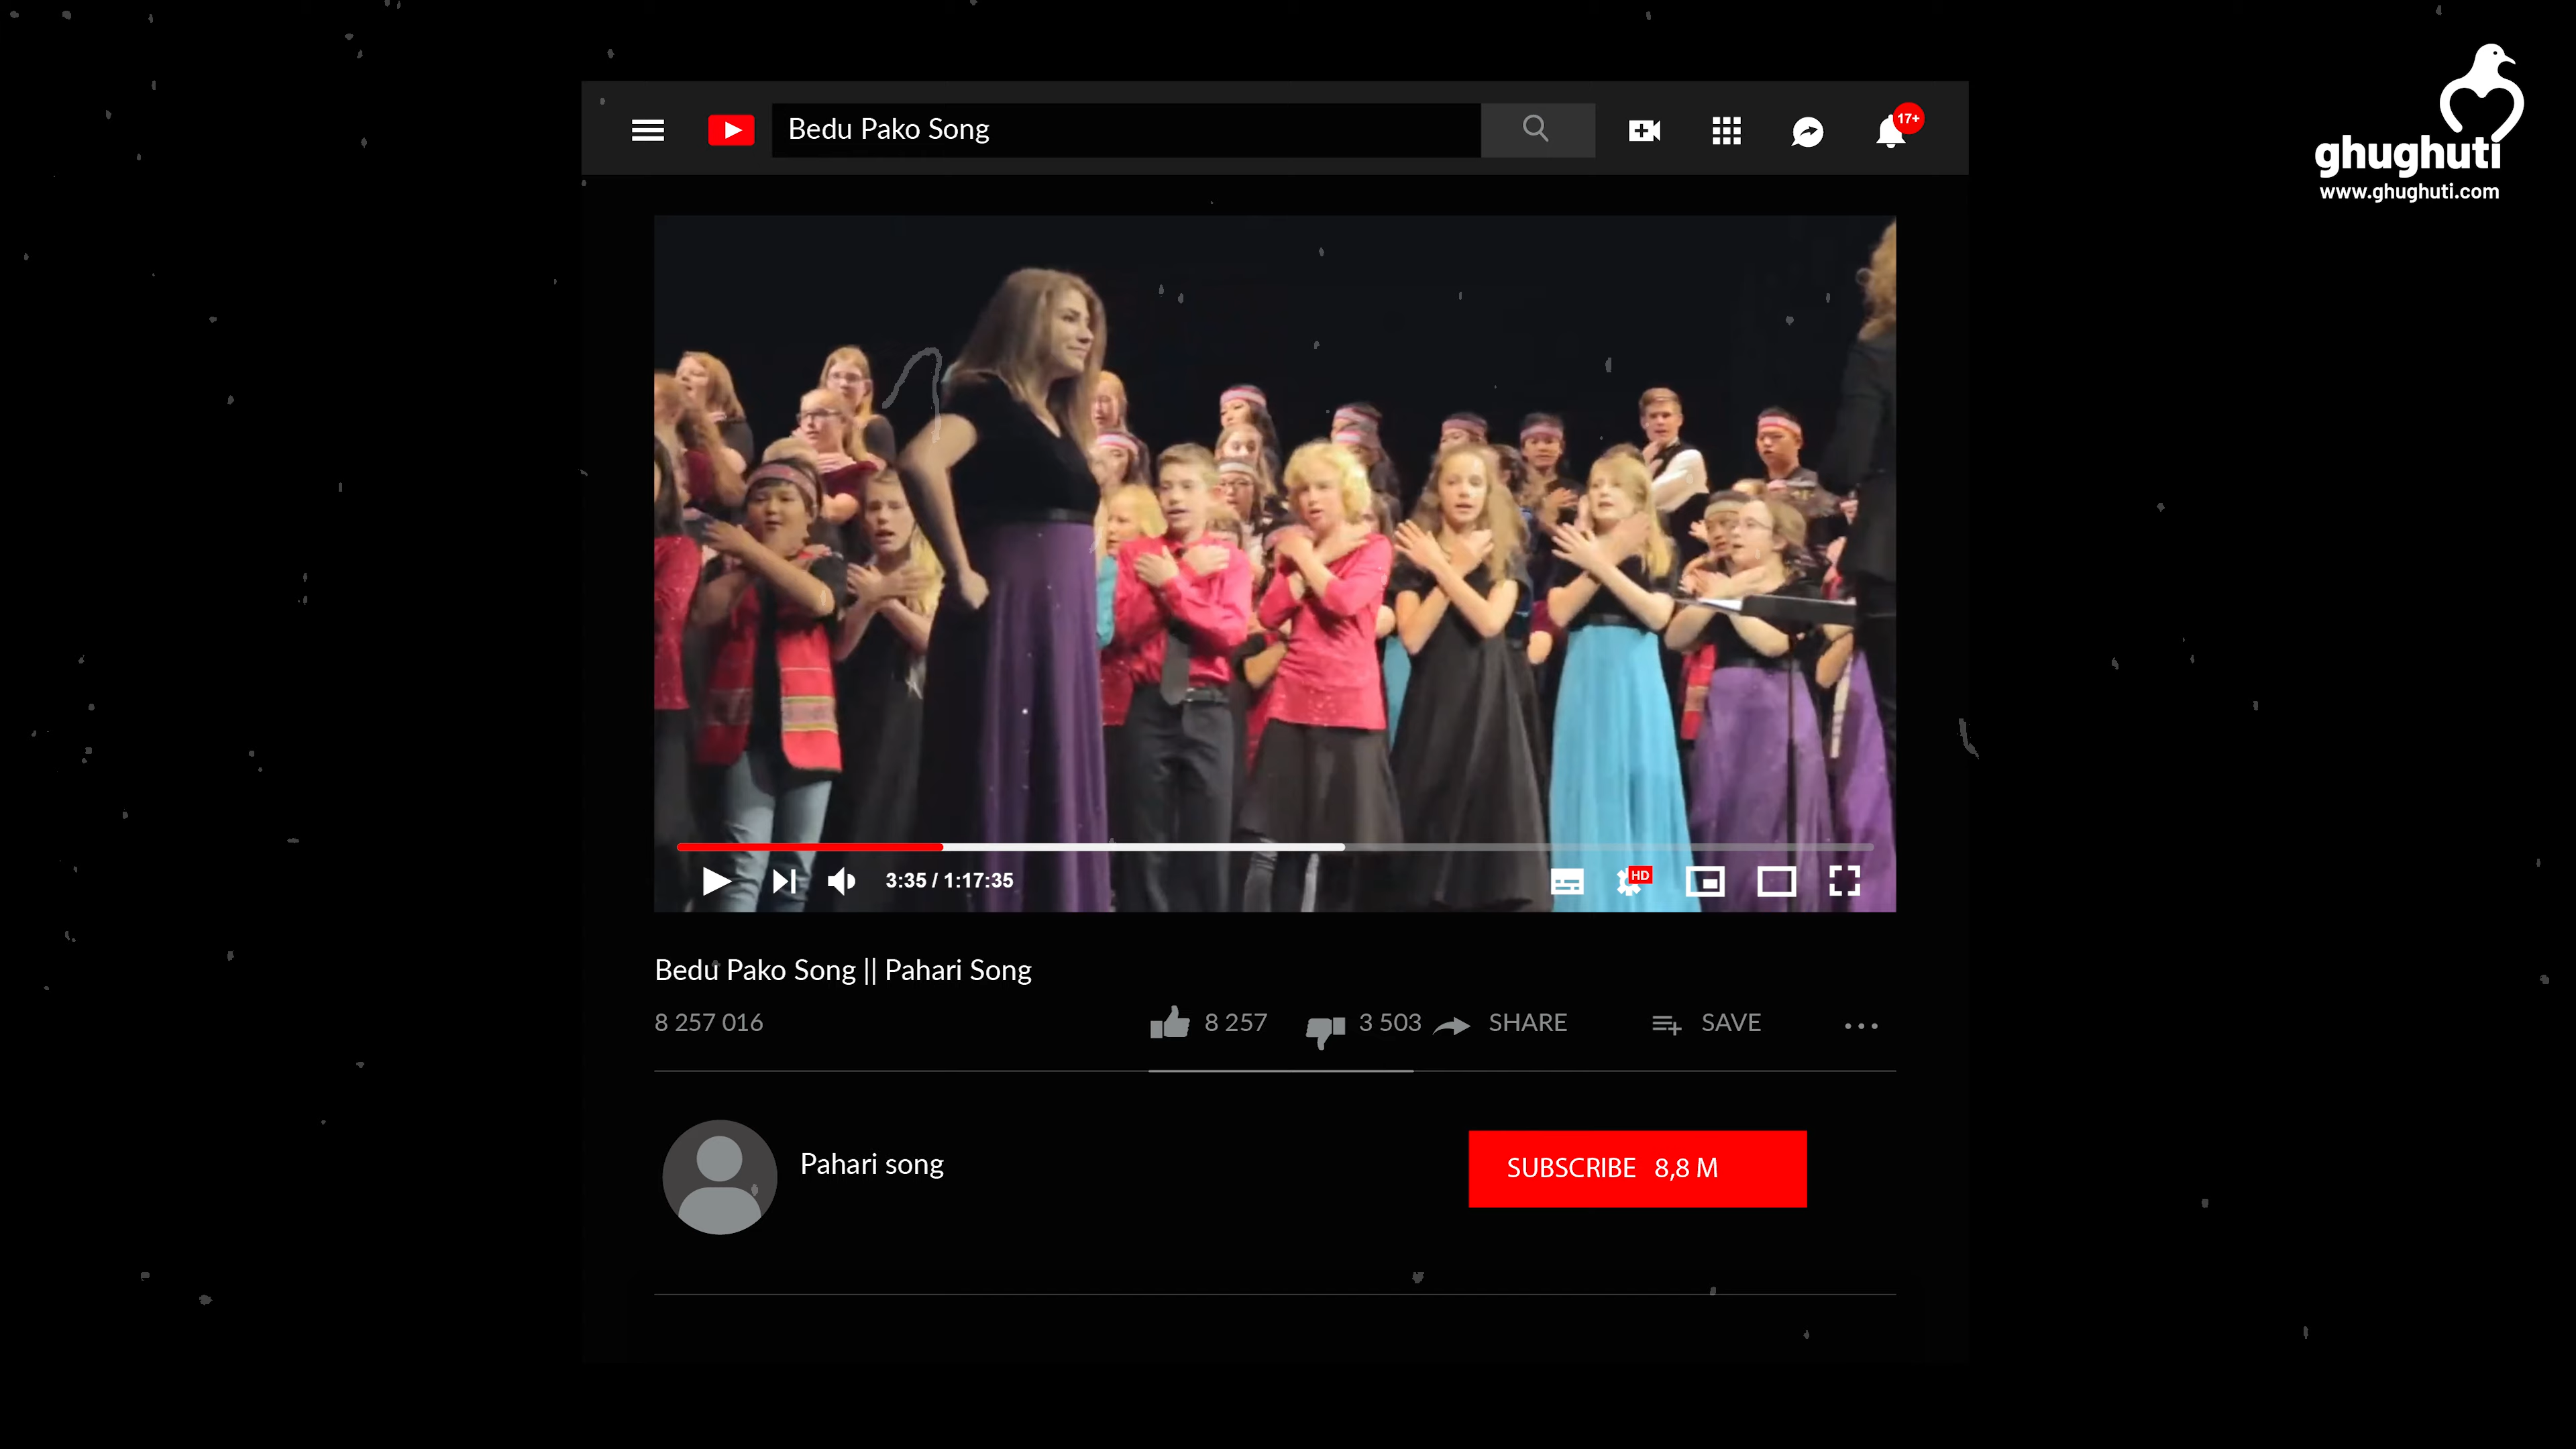 Bedu Pako Song
17+
ghughuti
www.ghughuti.com
3:35 / 1:17:35
HD
Bedu Pako Song || Pahari Song
8 257 016
8 257
3 503
SHARE
SAVE
Pahari song
SUBSCRIBE 8,8 M